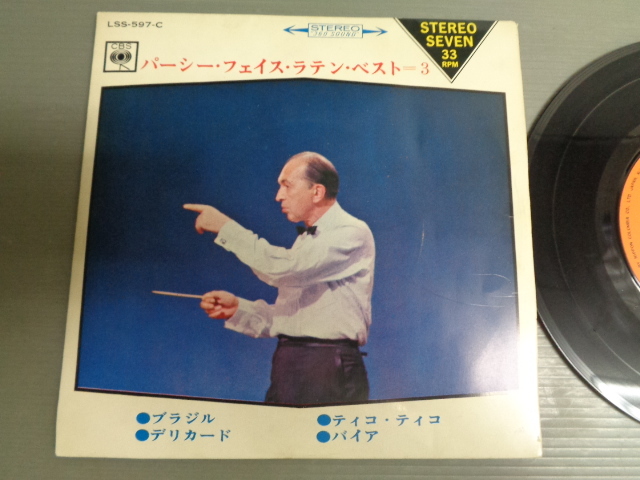 LSS-597-C
STEREO
360 SOUND
STEREO
SEVEN
33
RPM
CBS
パーシー・フェイス・ラテン・ベスト=3
●ブラジル
●デリカード
●ティコ・ティコ
●バイア